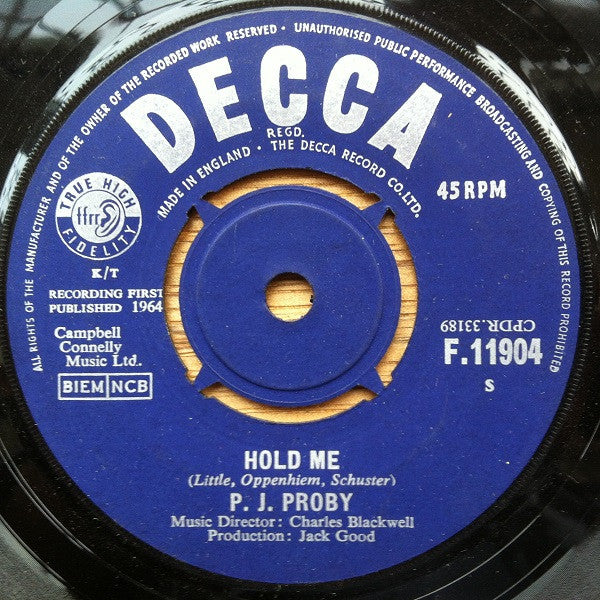 ALL RIGHTS OF THE MANUFACTURER AND OF THE OWNER OF THE RECORDED WORK RESERVED • UNAUTHORISED PUBLIC PERFORMANCE BROADCASTING AND COPYING OF THIS RECORD PROHIBITED
DECCA
REGD.
MADE IN ENGLAND • THE DECCA RECORD CO. LTD.
45 RPM
TRUE HIGH
ffrr
FIDELITY
K/T
RECORDING FIRST
PUBLISHED 1964
Campbell
Connelly
Music Ltd.
BIEM NCB
CPDR.33189
F.11904
S
HOLD ME
(Little, Oppenhiem, Schuster)
P. J. PROBY
Music Director: Charles Blackwell
Production: Jack Good